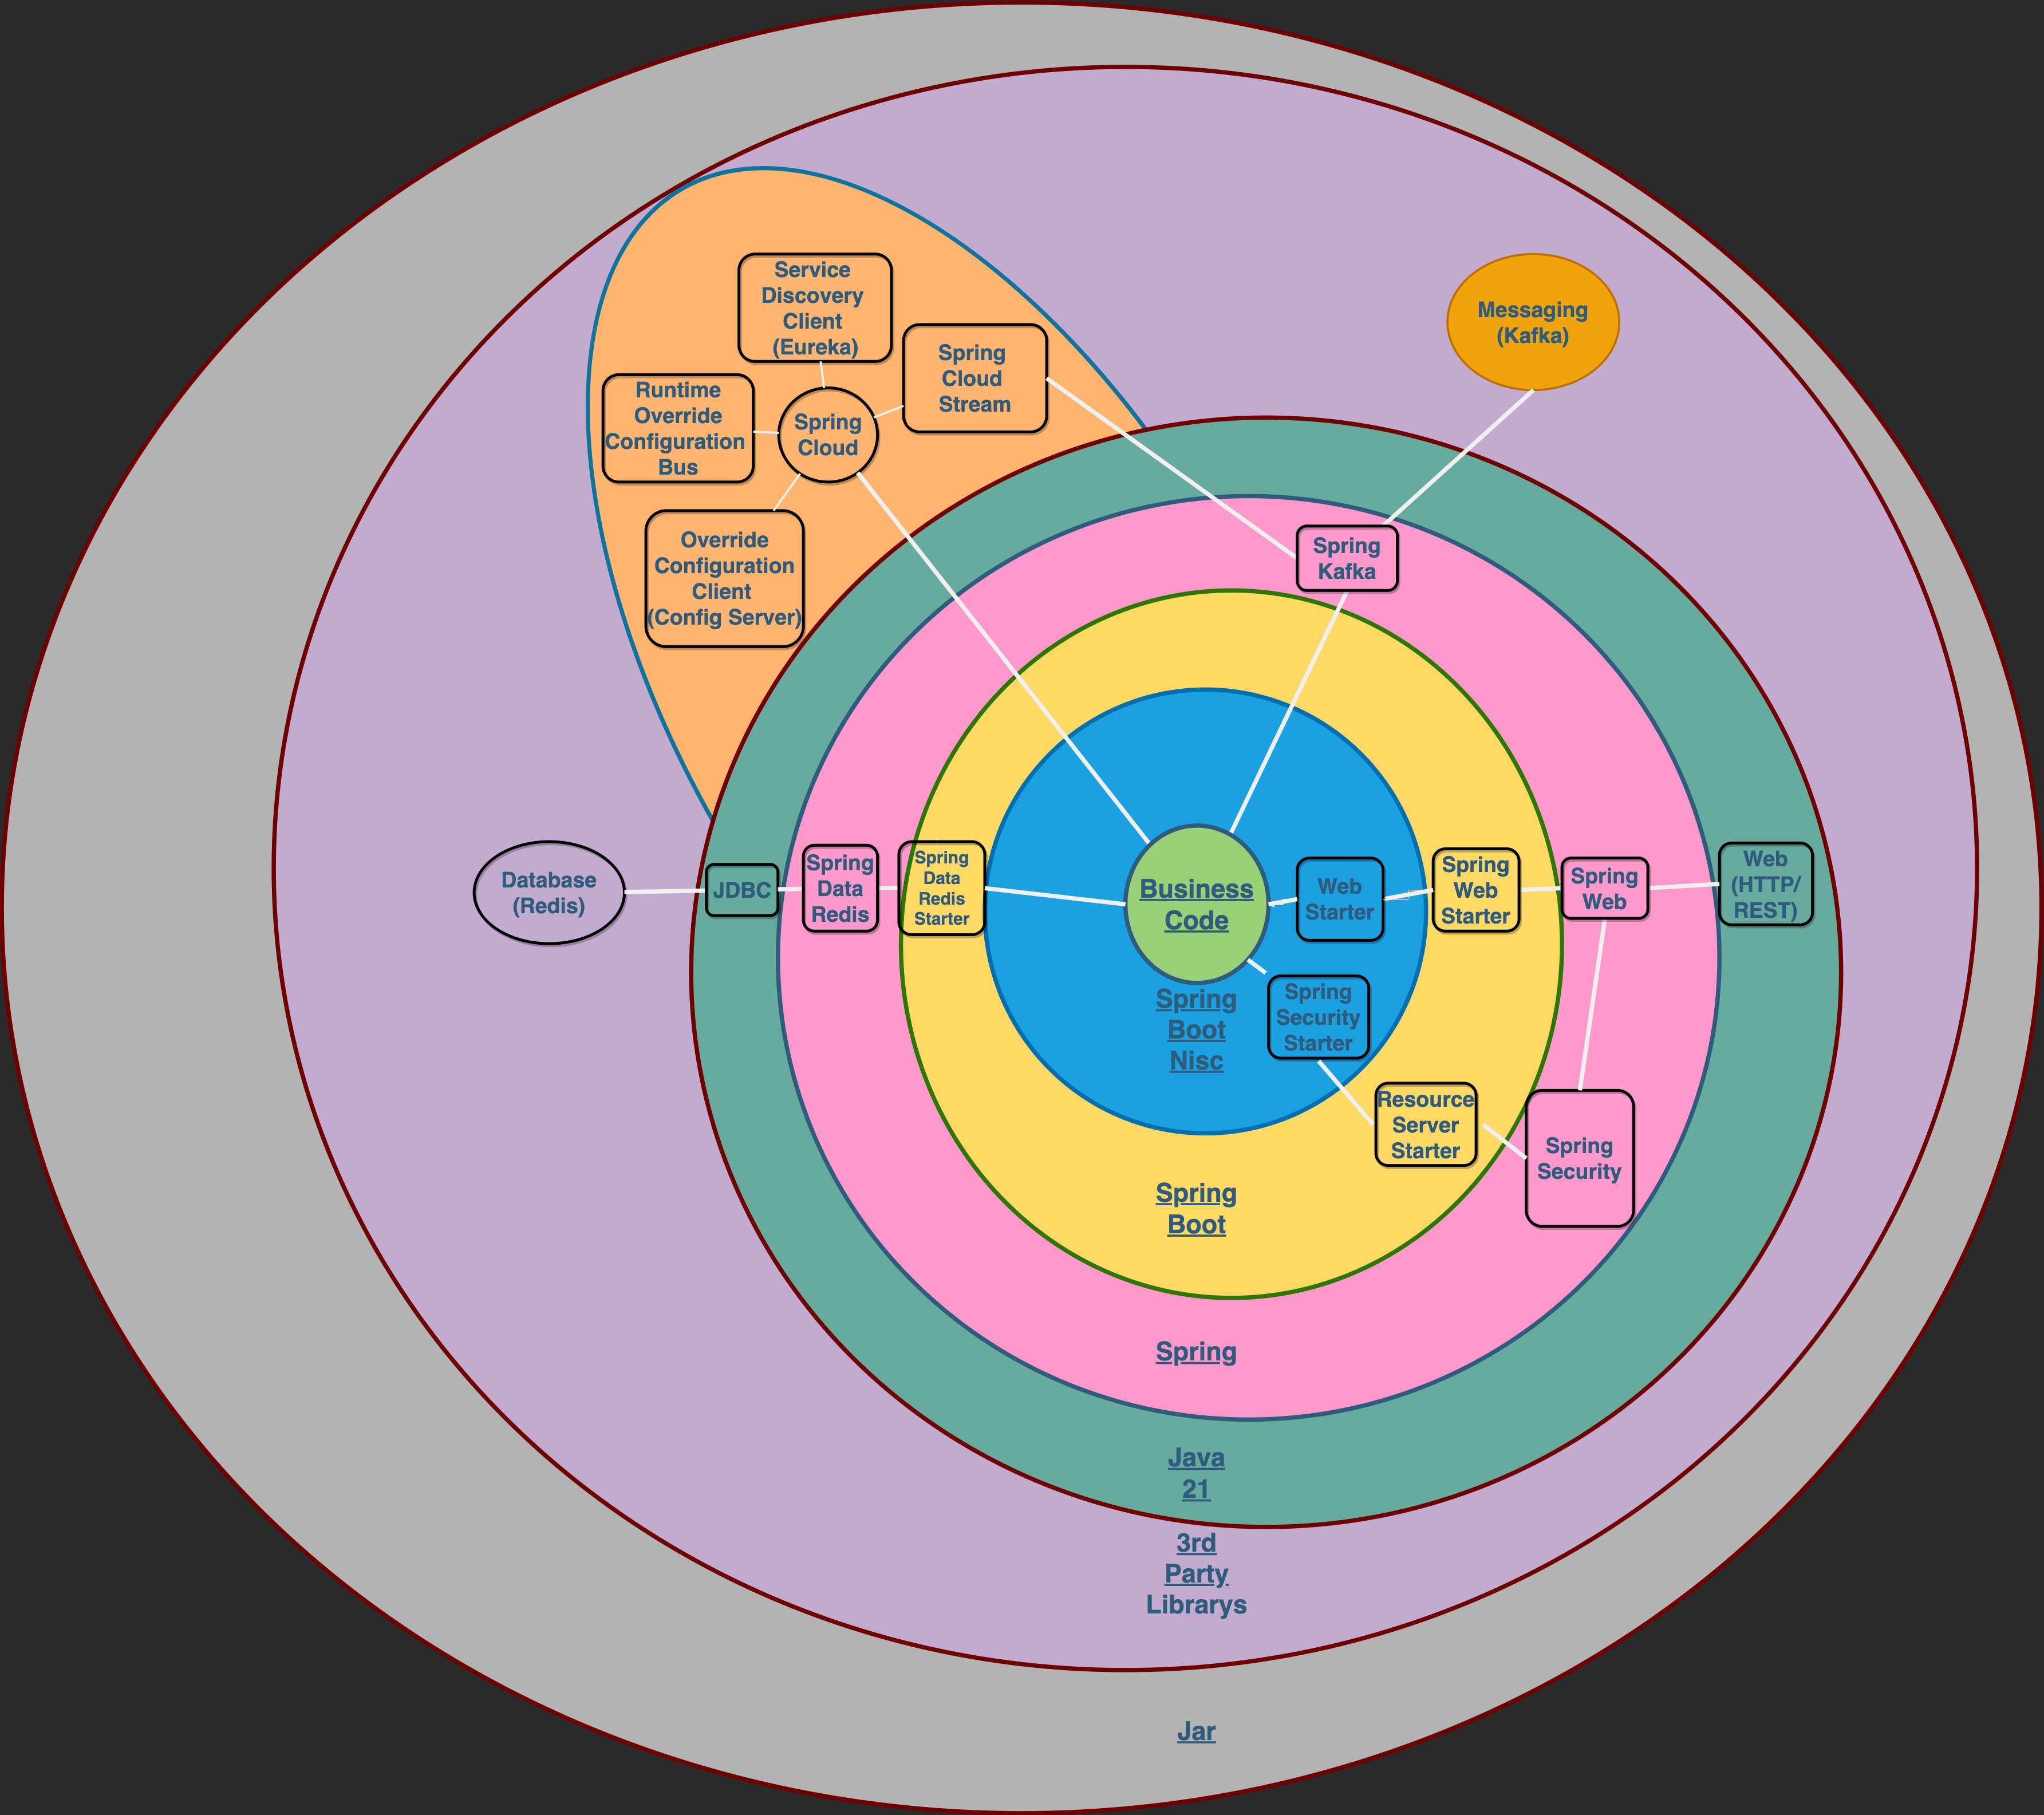 Service
Discovery
Client
(Eureka)
Messaging
(Kafka)
Spring
Cloud
Stream
Runtime
Override
Configuration
Bus
Spring
Cloud
Override
Configuration
Client
(Config Server)
Spring
Kafka
Database
(Redis)
JDBC
Spring
Data
Redis
Spring
Data
Redis
Starter
Business
Code
Web
Starter
Spring
Web
Starter
Spring
Web
Web
(HTTP/
REST)
Spring
Boot
Nisc
Spring
Security
Starter
Resource
Server
Starter
Spring
Security
Spring
Boot
Spring
Java
21
3rd
Party
Librarys
Jar